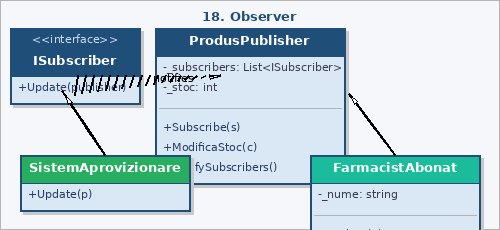 18. Observer
<<interface>>
ISubscriber
+Update(publisher)
ProdusPublisher
-_subscribers: List<ISubscriber>
-_stoc: int
+Subscribe(s)
+ModificaStoc(c)
fySubscribers()
SistemAprovizionare
+Update(p)
FarmacistAbonat
-_nume: string